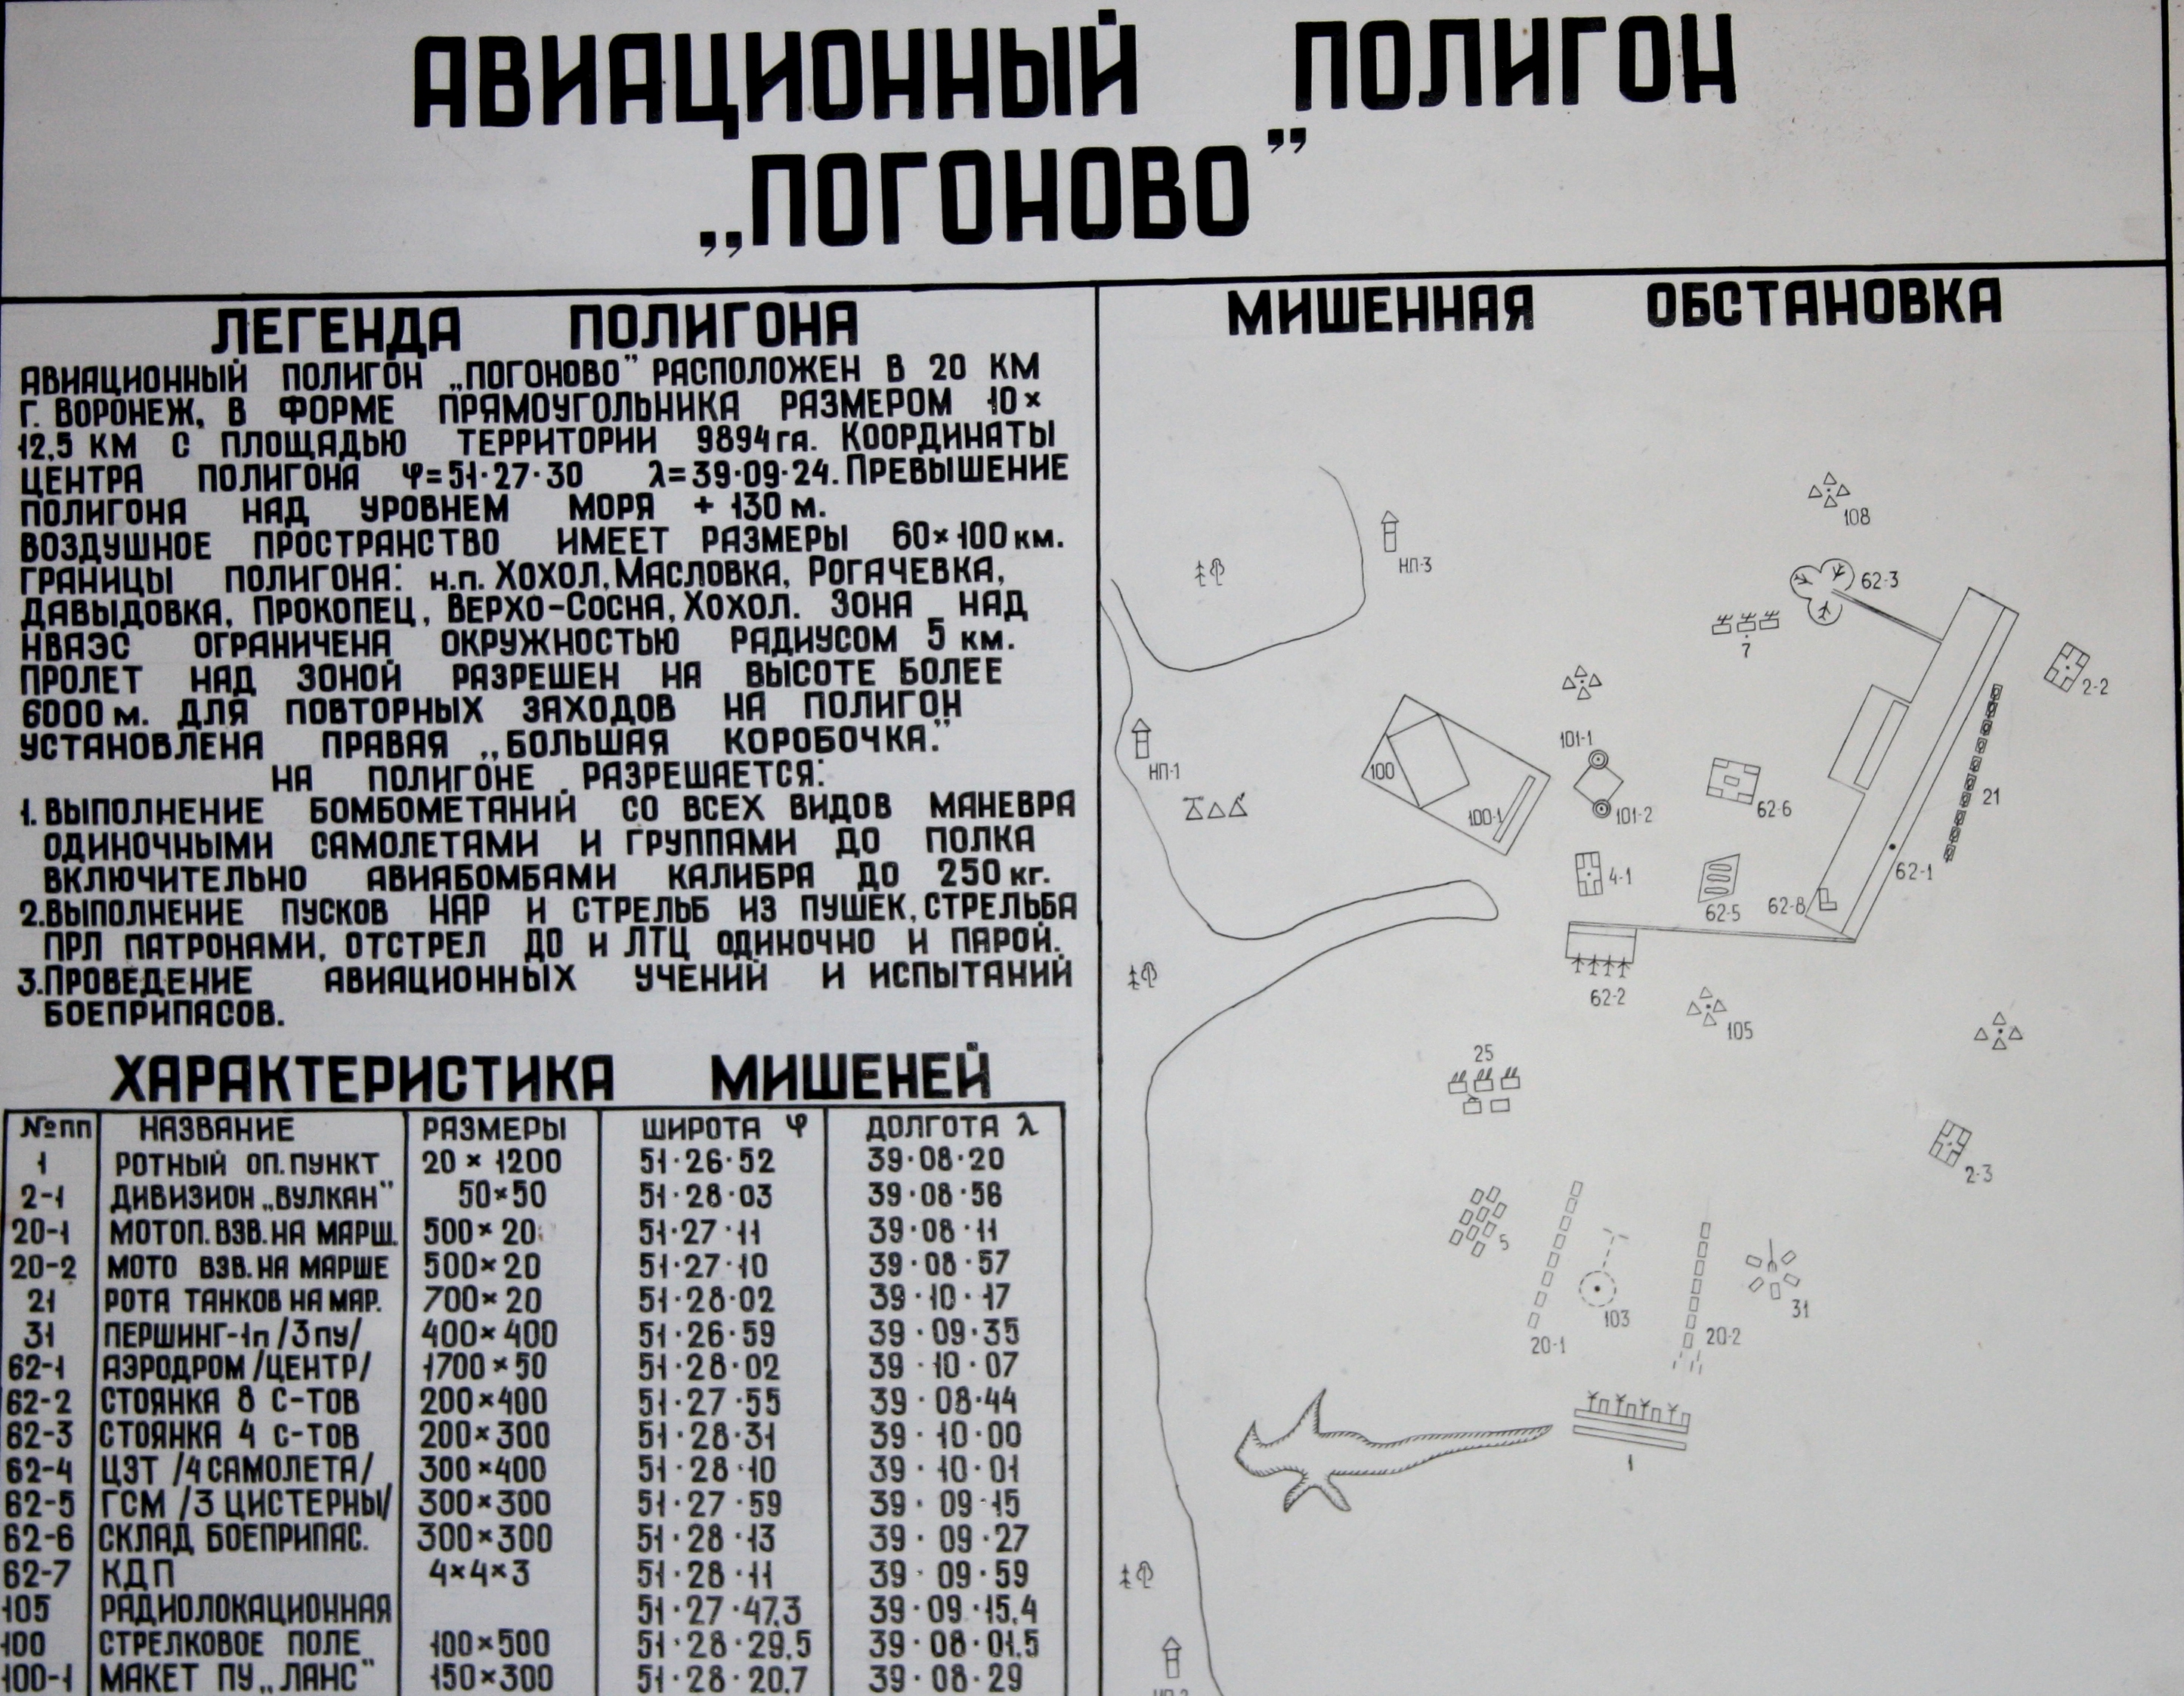 АВИАЦИОННЫЙ ПОЛИГОН
„ПОГОНОВО”
ЛЕГЕНДА ПОЛИГОНА
АВИАЦИОННЫЙ ПОЛИГОН „ПОГОНОВО” РАСПОЛОЖЕН В 20 КМ
Г. ВОРОНЕЖ, В ФОРМЕ ПРЯМОУГОЛЬНИКА РАЗМЕРОМ 10×
12,5 КМ С ПЛОЩАДЬЮ ТЕРРИТОРИИ 9894 га. КООРДИНАТЫ
ЦЕНТРА ПОЛИГОНА φ=51·27·30 λ=39·09·24. ПРЕВЫШЕНИЕ
ПОЛИГОНА НАД УРОВНЕМ МОРЯ + 130 м.
ВОЗДУШНОЕ ПРОСТРАНСТВО ИМЕЕТ РАЗМЕРЫ 60×100 км.
ГРАНИЦЫ ПОЛИГОНА: н.п. ХОХОЛ, МАСЛОВКА, РОГАЧЕВКА,
ДАВЫДОВКА, ПРОКОПЕЦ, ВЕРХО-СОСНА, ХОХОЛ. ЗОНА НАД
НВАЭС ОГРАНИЧЕНА ОКРУЖНОСТЬЮ РАДИУСОМ 5 км.
ПРОЛЕТ НАД ЗОНОЙ РАЗРЕШЕН НА ВЫСОТЕ БОЛЕЕ
6000 м. ДЛЯ ПОВТОРНЫХ ЗАХОДОВ НА ПОЛИГОН
УСТАНОВЛЕНА ПРАВАЯ „БОЛЬШАЯ КОРОБОЧКА.”
НА ПОЛИГОНЕ РАЗРЕШАЕТСЯ:
1. ВЫПОЛНЕНИЕ БОМБОМЕТАНИЙ СО ВСЕХ ВИДОВ МАНЕВРА
ОДИНОЧНЫМИ САМОЛЕТАМИ И ГРУППАМИ ДО ПОЛКА
ВКЛЮЧИТЕЛЬНО АВИАБОМБАМИ КАЛИБРА ДО 250 кг.
2. ВЫПОЛНЕНИЕ ПУСКОВ НАР И СТРЕЛЬБ ИЗ ПУШЕК, СТРЕЛЬБА
ПРЛ ПАТРОНАМИ, ОТСТРЕЛ ДО и ЛТЦ ОДИНОЧНО И ПАРОЙ.
3. ПРОВЕДЕНИЕ АВИАЦИОННЫХ УЧЕНИЙ И ИСПЫТАНИЙ
БОЕПРИПАСОВ.
ХАРАКТЕРИСТИКА МИШЕНЕЙ
№ пп НАЗВАНИЕ РАЗМЕРЫ ШИРОТА φ ДОЛГОТА λ
1 РОТНЫЙ ОП. ПУНКТ 20 × 1200 51·26·52 39·08·20
2-1 ДИВИЗИОН „ВУЛКАН” 50×50 51·28·03 39·08·56
20-1 МОТОП. ВЗВ. НА МАРШ. 500×20 51·27·11 39·08·11
20-2 МОТО ВЗВ. НА МАРШЕ 500×20 51·27·10 39·08·57
21 РОТА ТАНКОВ НА МАР. 700×20 51·28·02 39·10·17
31 ПЕРШИНГ-1п /3 пу/ 400×400 51·26·59 39·09·35
62-1 АЭРОДРОМ /ЦЕНТР/ 1700×50 51·28·02 39·10·07
62-2 СТОЯНКА 8 С-ТОВ 200×400 51·27·55 39·08·44
62-3 СТОЯНКА 4 С-ТОВ 200×300 51·28·31 39·10·00
62-4 ЦЗТ /4 САМОЛЕТА/ 300×400 51·28·10 39·10·01
62-5 ГСМ /3 ЦИСТЕРНЫ/ 300×300 51·27·59 39·09·15
62-6 СКЛАД БОЕПРИПАС. 300×300 51·28·13 39·09·27
62-7 КДП 4×4×3 51·28·11 39·09·59
105 РАДИОЛОКАЦИОННАЯ 51·27·47,3 39·09·15,4
100 СТРЕЛКОВОЕ ПОЛЕ 100×500 51·28·29,5 39·08·01,5
100-1 МАКЕТ ПУ „ЛАНС” 150×300 51·28·20,7 39·08·29
МИШЕННАЯ ОБСТАНОВКА
108
НП-3
62-3
7
2-2
101-1
НП-1
100
21
100-1
101-2
62-6
62-1
4-1
62-5
62-8
62-2
105
25
2-3
5
103
31
20-1
20-2
1